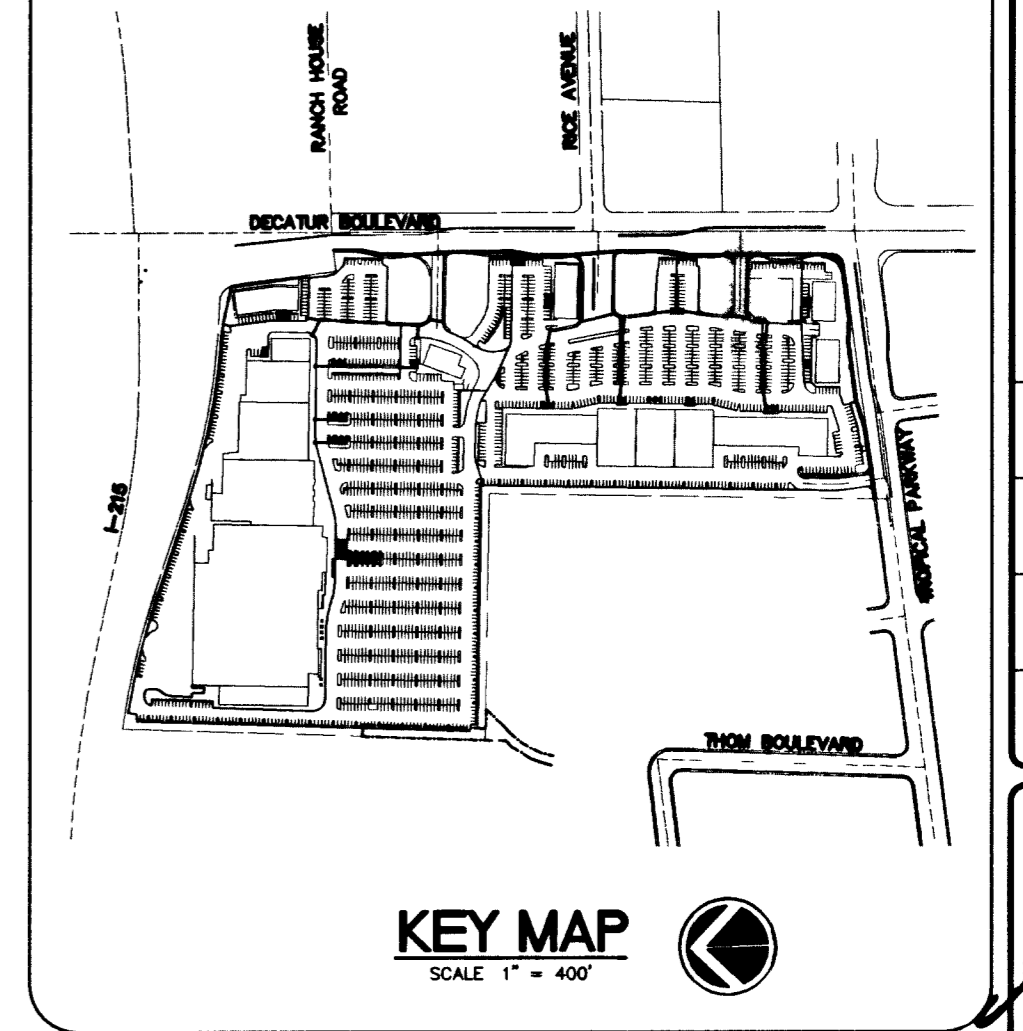 RANCH HOUSE
ROAD
RICE AVENUE
DECATUR BOULEVARD
I-215
TROPICAL PARKWAY
THOM BOULEVARD
KEY MAP
SCALE 1" = 400'